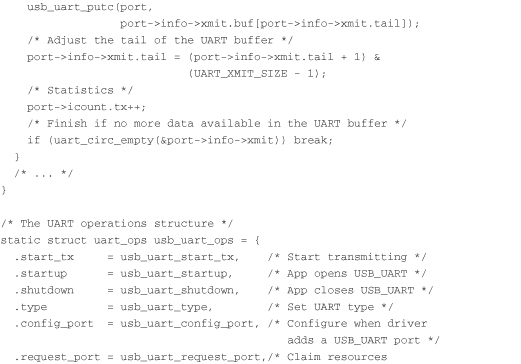 usb_uart_putc(port,
port->info->xmit.buf[port->info->xmit.tail]);
/* Adjust the tail of the UART buffer */
port->info->xmit.tail = (port->info->xmit.tail + 1) &
(UART_XMIT_SIZE - 1);
/* Statistics */
port->icount.tx++;
/* Finish if no more data available in the UART buffer */
if (uart_circ_empty(&port->info->xmit)) break;
}
/* ... */
}
/* The UART operations structure */
static struct uart_ops usb_uart_ops = {
.start_tx = usb_uart_start_tx, /* Start transmitting */
.startup = usb_uart_startup, /* App opens USB_UART */
.shutdown = usb_uart_shutdown, /* App closes USB_UART */
.type = usb_uart_type, /* Set UART type */
.config_port = usb_uart_config_port, /* Configure when driver
adds a USB_UART port */
.request_port = usb_uart_request_port,/* Claim resources